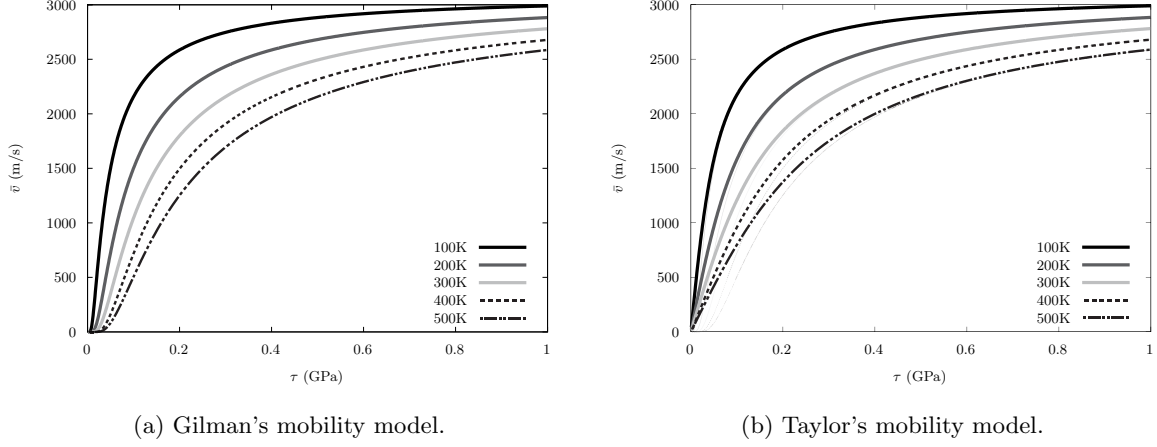 3000
2500
2000
1500
1000
500
0
v̄ (m/s)
100K
200K
300K
400K
500K
0 0.2 0.4 0.6 0.8 1
τ (GPa)
(a) Gilman's mobility model.
3000
2500
2000
1500
1000
500
0
v̄ (m/s)
100K
200K
300K
400K
500K
0 0.2 0.4 0.6 0.8 1
τ (GPa)
(b) Taylor's mobility model.